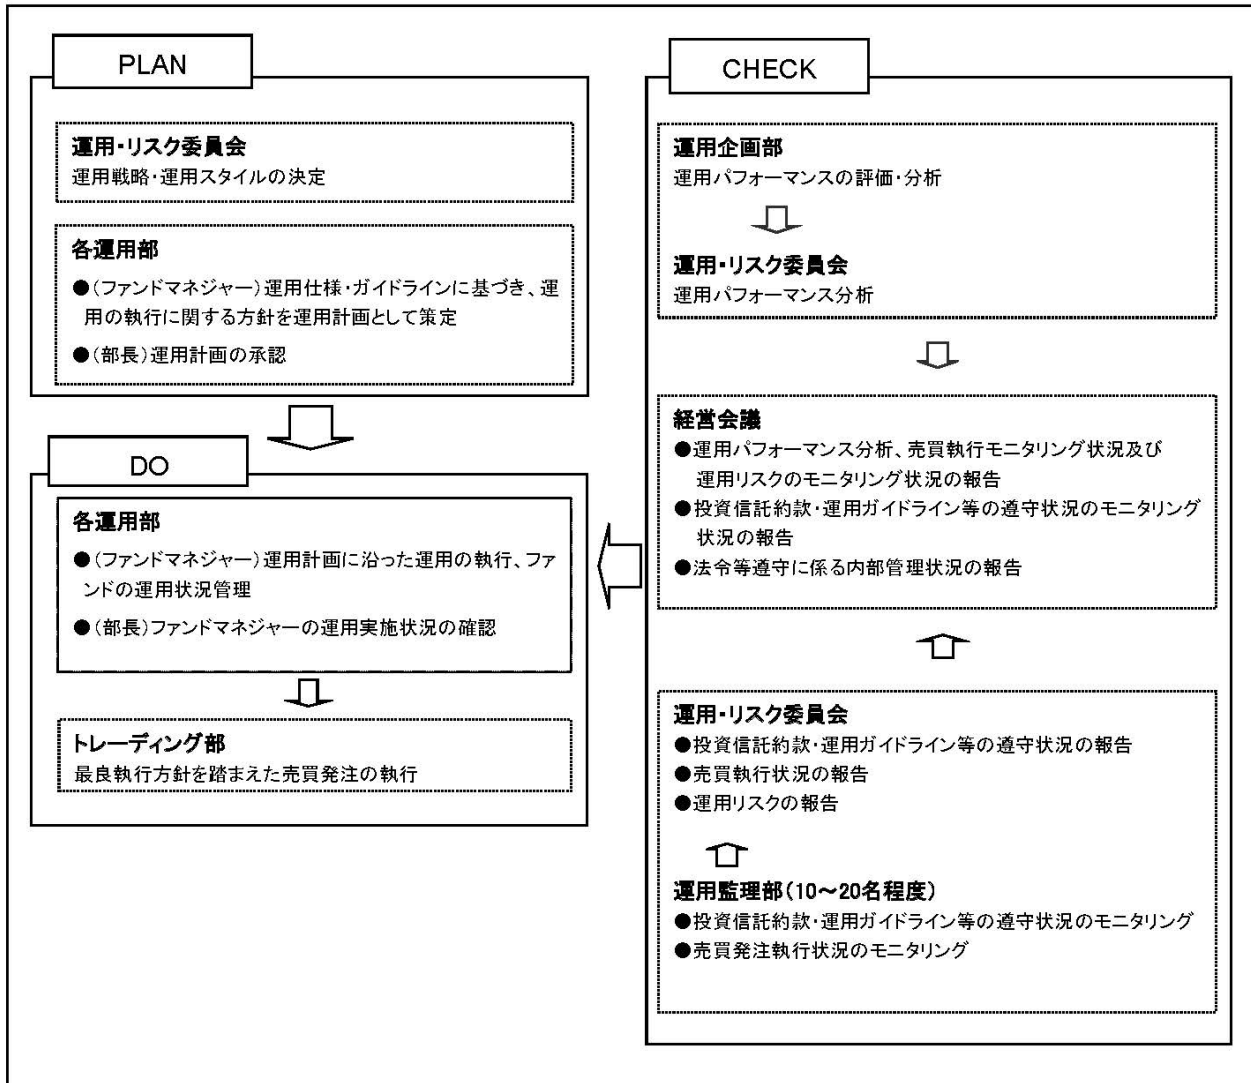 PLAN
運用・リスク委員会
運用戦略・運用スタイルの決定
各運用部
●(ファンドマネジャー)運用仕様・ガイドラインに基づき、運
用の執行に関する方針を運用計画として策定
●(部長)運用計画の承認
DO
各運用部
●(ファンドマネジャー)運用計画に沿った運用の執行、ファ
ンドの運用状況管理
●(部長)ファンドマネジャーの運用実施状況の確認
トレーディング部
最良執行方針を踏まえた売買発注の執行
CHECK
運用企画部
運用パフォーマンスの評価・分析
運用・リスク委員会
運用パフォーマンス分析
経営会議
●運用パフォーマンス分析、売買執行モニタリング状況及び
運用リスクのモニタリング状況の報告
●投資信託約款・運用ガイドライン等の遵守状況のモニタリング
状況の報告
●法令等遵守に係る内部管理状況の報告
運用・リスク委員会
●投資信託約款・運用ガイドライン等の遵守状況の報告
●売買執行状況の報告
●運用リスクの報告
運用監理部(10～20名程度)
●投資信託約款・運用ガイドライン等の遵守状況のモニタリング
●売買発注執行状況のモニタリング